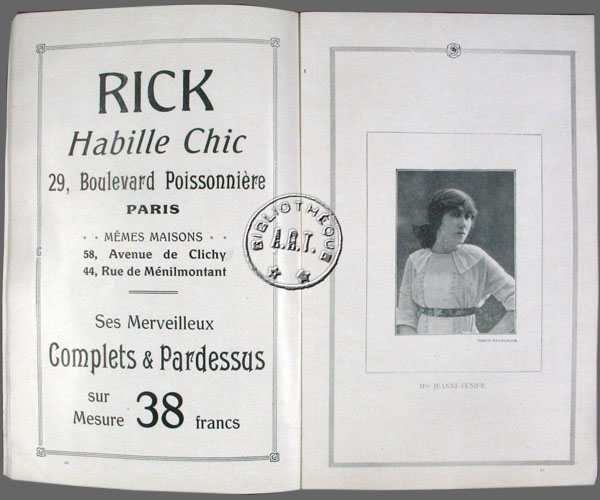 RICK
Habille Chic
29, Boulevard Poissonnière
PARIS
· · MÊMES MAISONS · ·
58, Avenue de Clichy
44, Rue de Ménilmontant
Ses Merveilleux
Complets & Pardessus
sur
Mesure 38 francs
BIBLIOTHÈQUE
A.R.T.
JEANNE